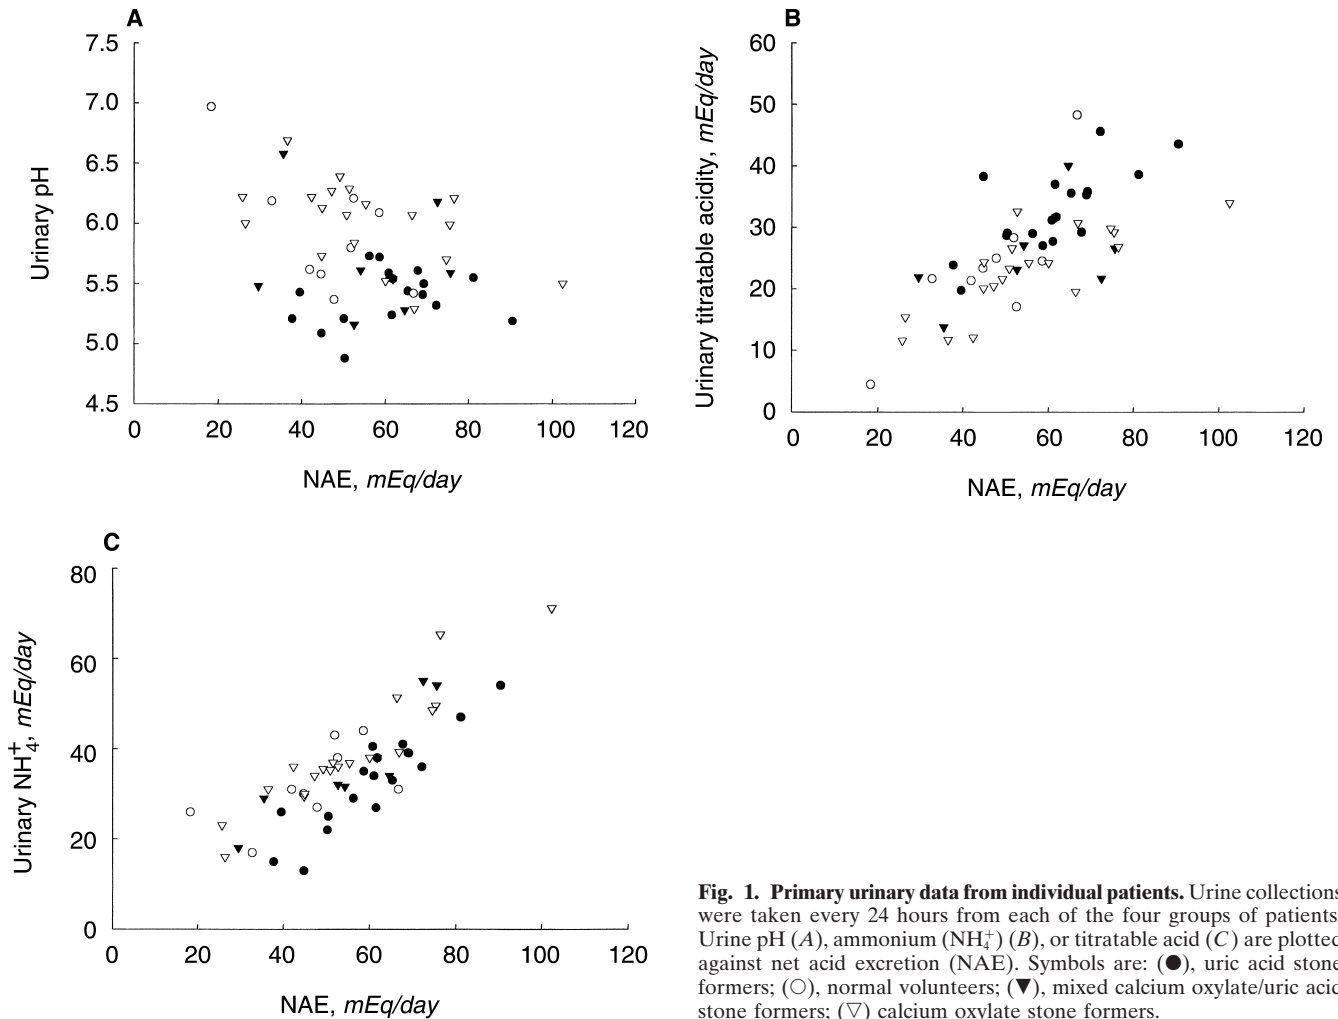 A
7.5
7.0
6.5
6.0
5.5
5.0
4.5
Urinary pH
0 20 40 60 80 100 120
NAE, mEq/day
B
60
50
40
30
20
10
0
Urinary titratable acidity, mEq/day
0 20 40 60 80 100 120
NAE, mEq/day
C
80
60
40
20
0
Urinary NH₄⁺, mEq/day
0 20 40 60 80 100 120
NAE, mEq/day
Fig. 1. Primary urinary data from individual patients. Urine collections
were taken every 24 hours from each of the four groups of patients
Urine pH (A), ammonium (NH₄⁺) (B), or titratable acid (C) are plotted
against net acid excretion (NAE). Symbols are: (●), uric acid stone
formers; (○), normal volunteers; (▼), mixed calcium oxylate/uric acid
stone formers; (▽) calcium oxylate stone formers.